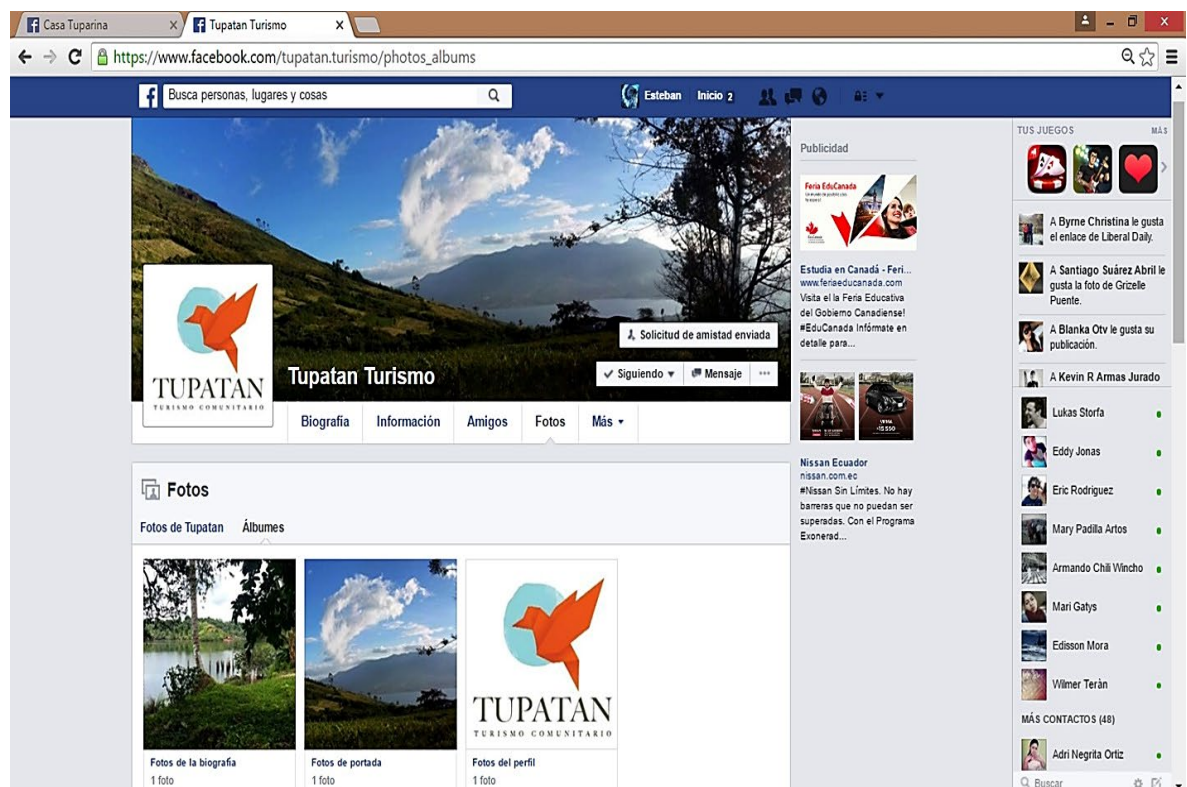 Casa Tuparina
Tupatan Turismo
https://www.facebook.com/tupatan.turismo/photos_albums
Busca personas, lugares y cosas
Esteban
Inicio 2
TUPATAN
TURISMO COMUNITARIO
Tupatan Turismo
Solicitud de amistad enviada
Siguiendo
Mensaje
Biografía
Información
Amigos
Fotos
Más
Fotos
Fotos de Tupatan
Álbumes
Fotos de la biografía
1 foto
Fotos de portada
1 foto
TUPATAN
TURISMO COMUNITARIO
Fotos del perfil
1 foto
Publicidad
Feria EduCanada
Estudia en Canadá - Feri...
www.feriaeducanada.com
Visita el la Feria Educativa
del Gobierno Canadiense!
#EduCanada Infórmate en
detalle para...
Nissan Ecuador
nissan.com.ec
#Nissan Sin Límites. No hay
barreras que no puedan ser
superadas. Con el Programa
Exonerad...
TUS JUEGOS
MÁS
A Byrne Christina le gusta
el enlace de Liberal Daily.
A Santiago Suárez Abril le
gusta la foto de Grizelle
Puente.
A Blanka Otv le gusta su
publicación.
A Kevin R Armas Jurado
Lukas Storfa
Eddy Jonas
Eric Rodriguez
Mary Padilla Artos
Armando Chili Wincho
Mari Gatys
Edisson Mora
Wilmer Teràn
MÁS CONTACTOS (48)
Adri Negrita Ortiz
Buscar